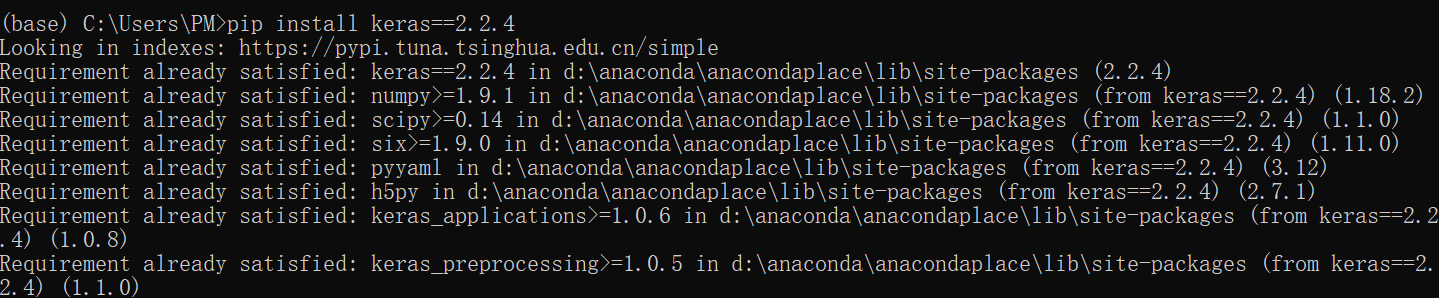 (base) C:\Users\PM>pip install keras==2.2.4
Looking in indexes: https://pypi.tuna.tsinghua.edu.cn/simple
Requirement already satisfied: keras==2.2.4 in d:\anaconda\anacondaplace\lib\site-packages (2.2.4)
Requirement already satisfied: numpy>=1.9.1 in d:\anaconda\anacondaplace\lib\site-packages (from keras==2.2.4) (1.18.2)
Requirement already satisfied: scipy>=0.14 in d:\anaconda\anacondaplace\lib\site-packages (from keras==2.2.4) (1.1.0)
Requirement already satisfied: six>=1.9.0 in d:\anaconda\anacondaplace\lib\site-packages (from keras==2.2.4) (1.11.0)
Requirement already satisfied: pyyaml in d:\anaconda\anacondaplace\lib\site-packages (from keras==2.2.4) (3.12)
Requirement already satisfied: h5py in d:\anaconda\anacondaplace\lib\site-packages (from keras==2.2.4) (2.7.1)
Requirement already satisfied: keras_applications>=1.0.6 in d:\anaconda\anacondaplace\lib\site-packages (from keras==2.2
.4) (1.0.8)
Requirement already satisfied: keras_preprocessing>=1.0.5 in d:\anaconda\anacondaplace\lib\site-packages (from keras==2.
2.4) (1.1.0)